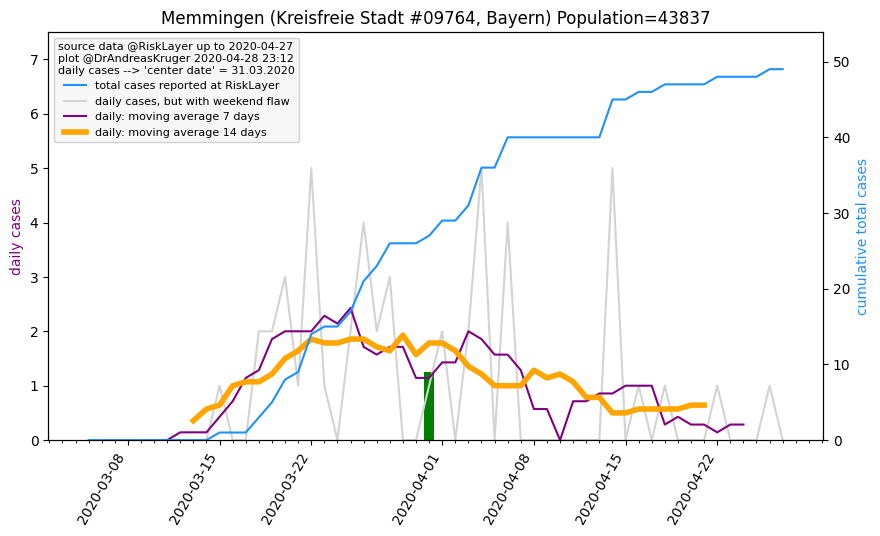 Memmingen (Kreisfreie Stadt #09764, Bayern) Population=43837
source data @RiskLayer up to 2020-04-27
plot @DrAndreasKruger 2020-04-28 23:12
daily cases --> 'center date' = 31.03.2020
total cases reported at RiskLayer
daily cases, but with weekend flaw
daily: moving average 7 days
daily: moving average 14 days
daily cases
7
6
5
4
3
2
1
0
50
40
30
20
10
0
cumulative total cases
2020-03-08
2020-03-15
2020-03-22
2020-04-01
2020-04-08
2020-04-15
2020-04-22